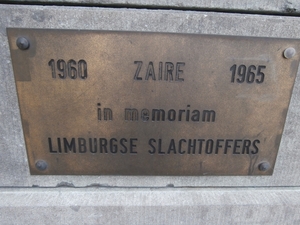 1960 ZAIRE 1965
in memoriam
LIMBURGSE SLACHTOFFERS